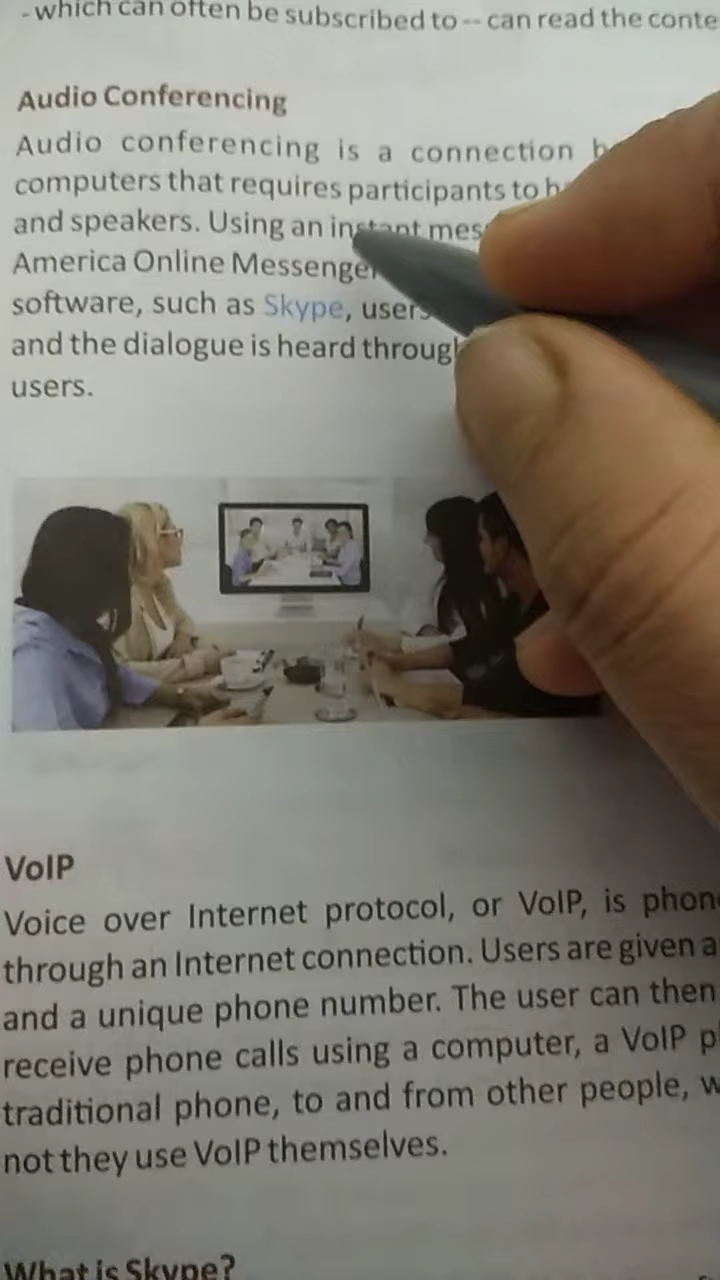 - which can often be subscribed to -- can read the conte
Audio Conferencing
Audio conferencing is a connection
computers that requires participants to
and speakers. Using an instant mes
America Online Messenger
software, such as Skype, users
and the dialogue is heard through
users.
VoIP
Voice over Internet protocol, or VoIP, is phon
through an Internet connection. Users are given a
and a unique phone number. The user can then
receive phone calls using a computer, a VoIP p
traditional phone, to and from other people, w
not they use VoIP themselves.
What is Skype?